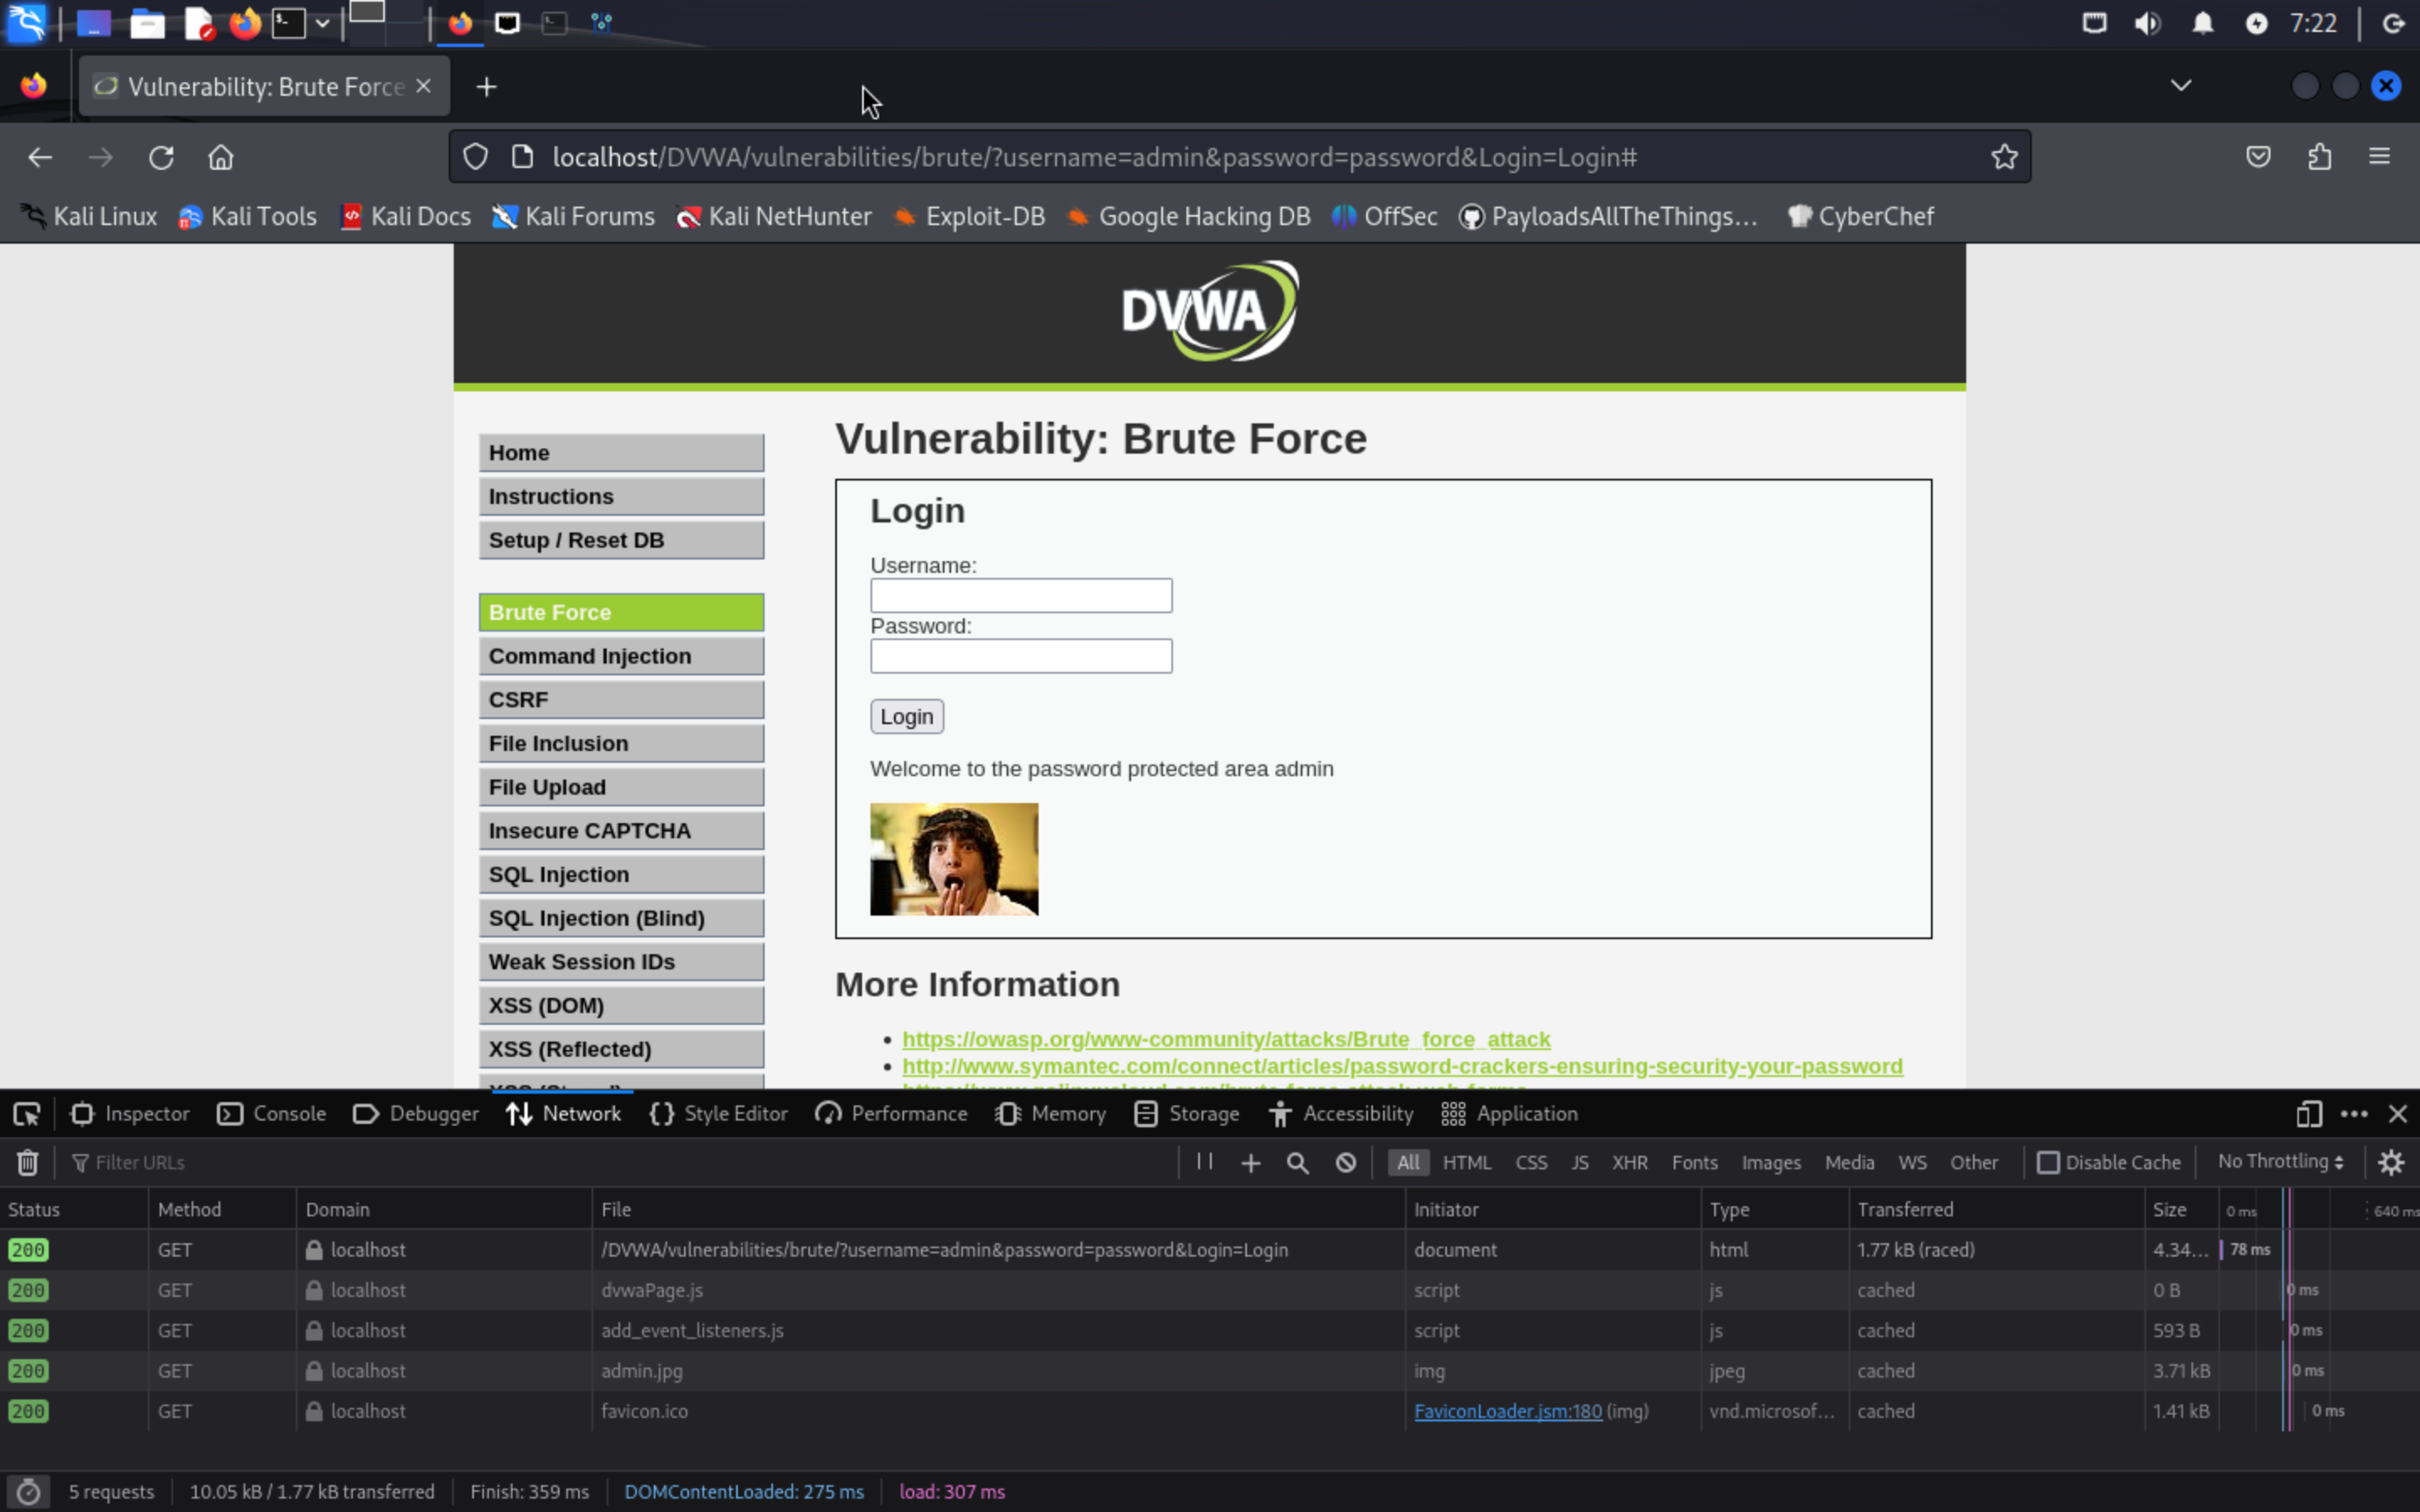 7:22
Vulnerability: Brute Force
localhost/DVWA/vulnerabilities/brute/?username=admin&password=password&Login=Login#
Kali Linux Kali Tools Kali Docs Kali Forums Kali NetHunter Exploit-DB Google Hacking DB OffSec PayloadsAllTheThings... CyberChef
DVWA
Home
Instructions
Setup / Reset DB
Brute Force
Command Injection
CSRF
File Inclusion
File Upload
Insecure CAPTCHA
SQL Injection
SQL Injection (Blind)
Weak Session IDs
XSS (DOM)
XSS (Reflected)
Vulnerability: Brute Force
Login
Username:
Password:
Login
Welcome to the password protected area admin
More Information
https://owasp.org/www-community/attacks/Brute_force_attack
http://www.symantec.com/connect/articles/password-crackers-ensuring-security-your-password
Inspector Console Debugger Network Style Editor Performance Memory Storage Accessibility Application
Filter URLs All HTML CSS JS XHR Fonts Images Media WS Other Disable Cache No Throttling
Status Method Domain File Initiator Type Transferred Size 0 ms 640 ms
200 GET localhost /DVWA/vulnerabilities/brute/?username=admin&password=password&Login=Login document html 1.77 kB (raced) 4.34... 78 ms
200 GET localhost dvwaPage.js script js cached 0 B 0 ms
200 GET localhost add_event_listeners.js script js cached 593 B 0 ms
200 GET localhost admin.jpg img jpeg cached 3.71 kB 0 ms
200 GET localhost favicon.ico FaviconLoader.jsm:180 (img) vnd.microsof... cached 1.41 kB 0 ms
5 requests 10.05 kB / 1.77 kB transferred Finish: 359 ms DOMContentLoaded: 275 ms load: 307 ms